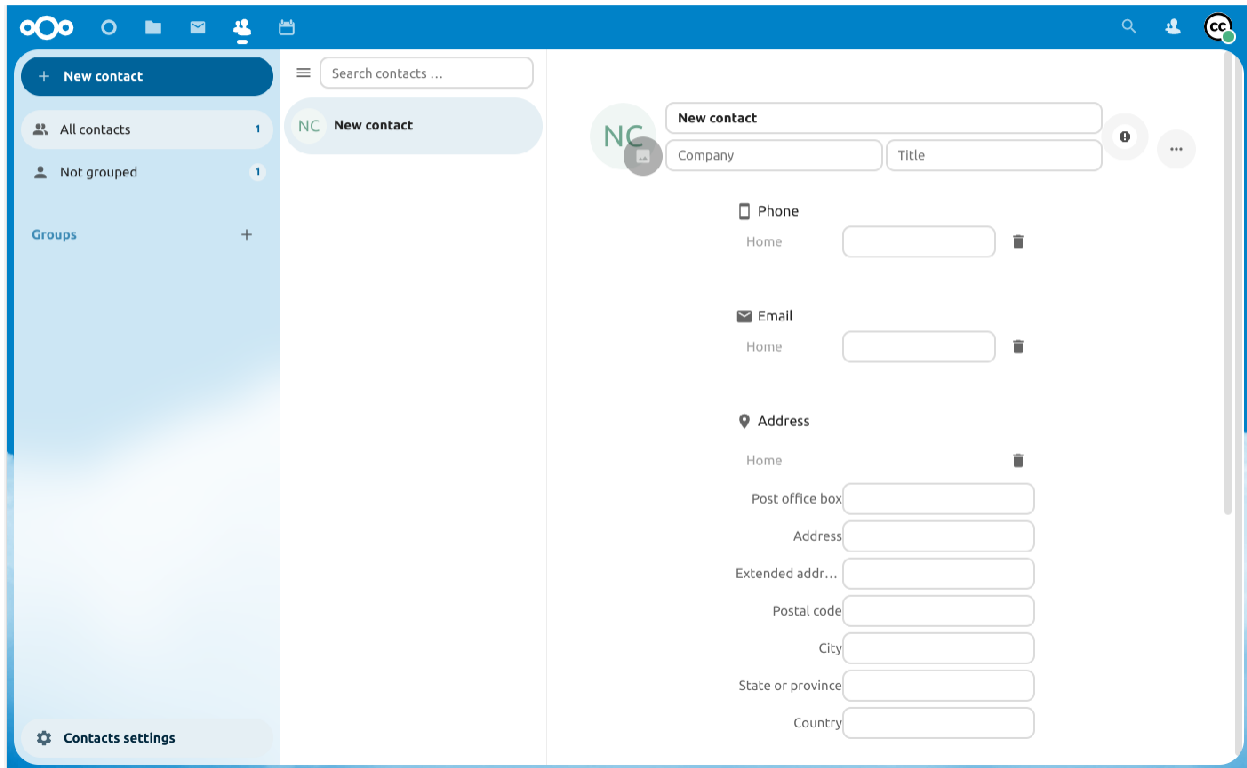 CC
New contact
All contacts 1
Not grouped 1
Groups
Contacts settings
Search contacts ...
NC New contact
NC
New contact
Company Title
Phone
Home
Email
Home
Address
Home
Post office box
Address
Extended addr...
Postal code
City
State or province
Country